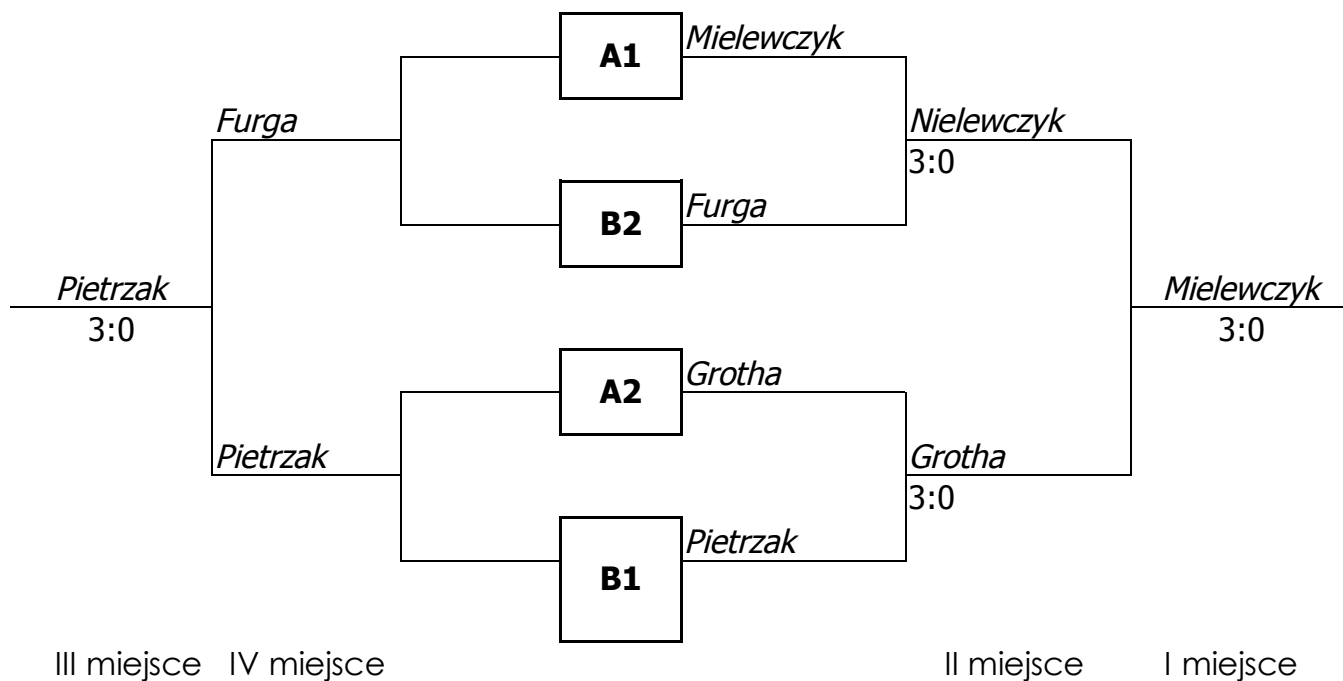 A1 Mielewczyk
Furga Nielewczyk
3:0
B2 Furga
Pietrzak Mielewczyk
3:0 3:0
A2 Grotha
Pietrzak Grotha
3:0
B1 Pietrzak
III miejsce IV miejsce II miejsce I miejsce